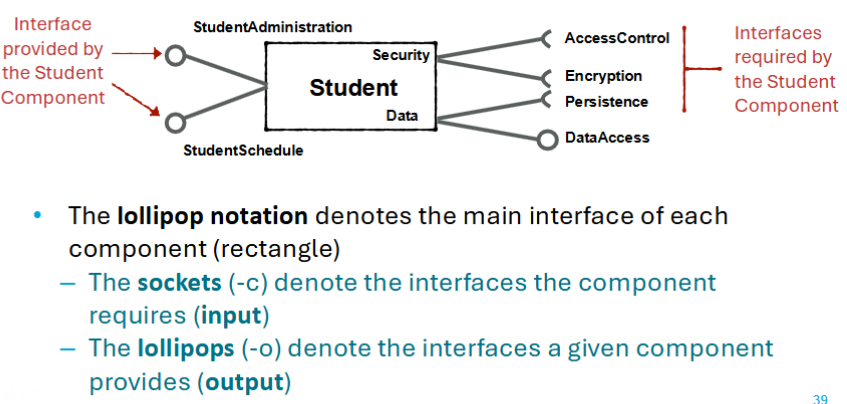 Interface
provided by
the Student
Component
StudentAdministration
Security
Student
Data
StudentSchedule
AccessControl
Encryption
Persistence
DataAccess
Interfaces
required by
the Student
Component
• The lollipop notation denotes the main interface of each
component (rectangle)
– The sockets (-c) denote the interfaces the component
requires (input)
– The lollipops (-o) denote the interfaces a given component
provides (output)
39